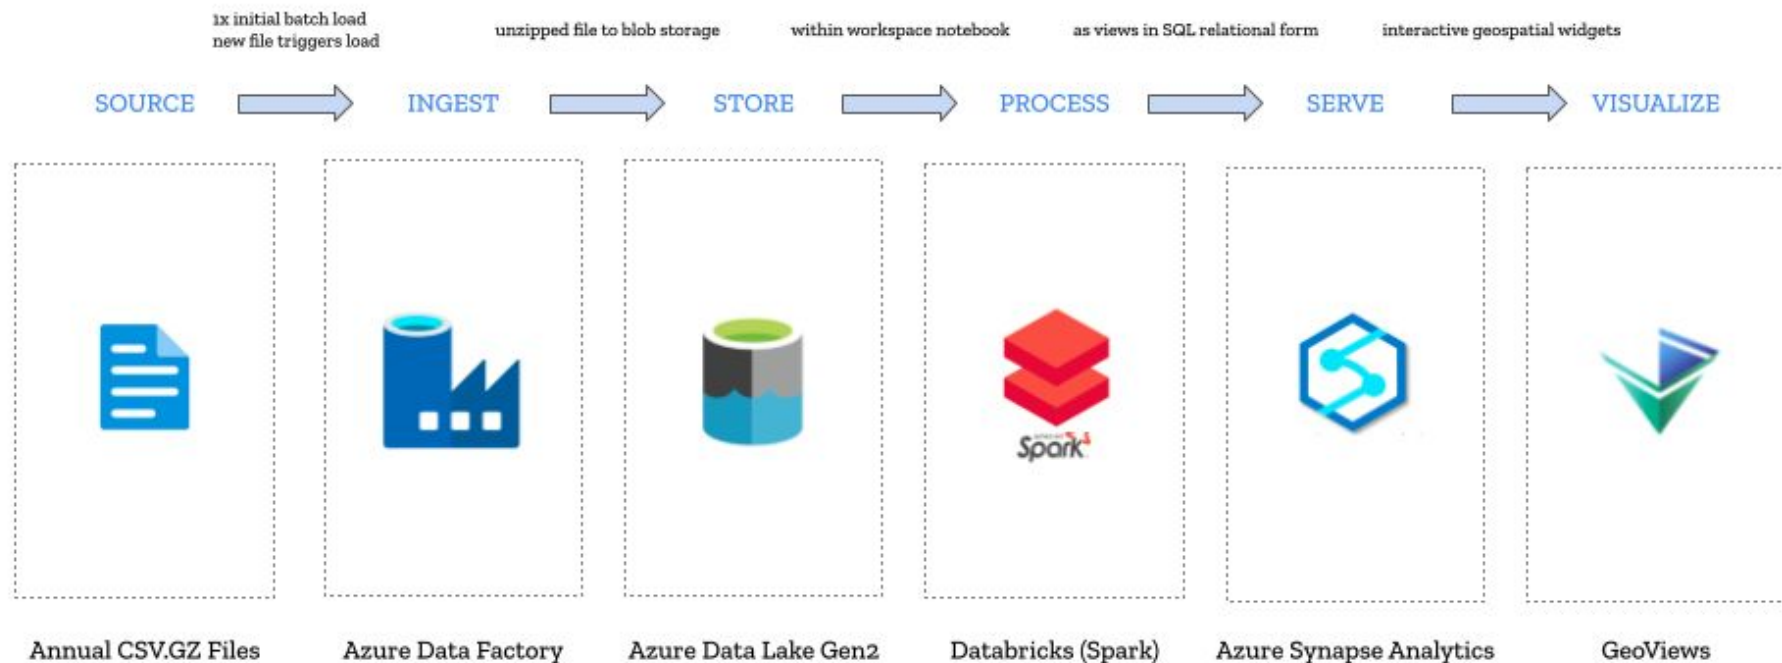 1x initial batch load
new file triggers load
unzipped file to blob storage
within workspace notebook
as views in SQL relational form
interactive geospatial widgets
SOURCE
INGEST
STORE
PROCESS
SERVE
VISUALIZE
APACHE
Spark
Annual CSV.GZ Files
Azure Data Factory
Azure Data Lake Gen2
Databricks (Spark)
Azure Synapse Analytics
GeoViews